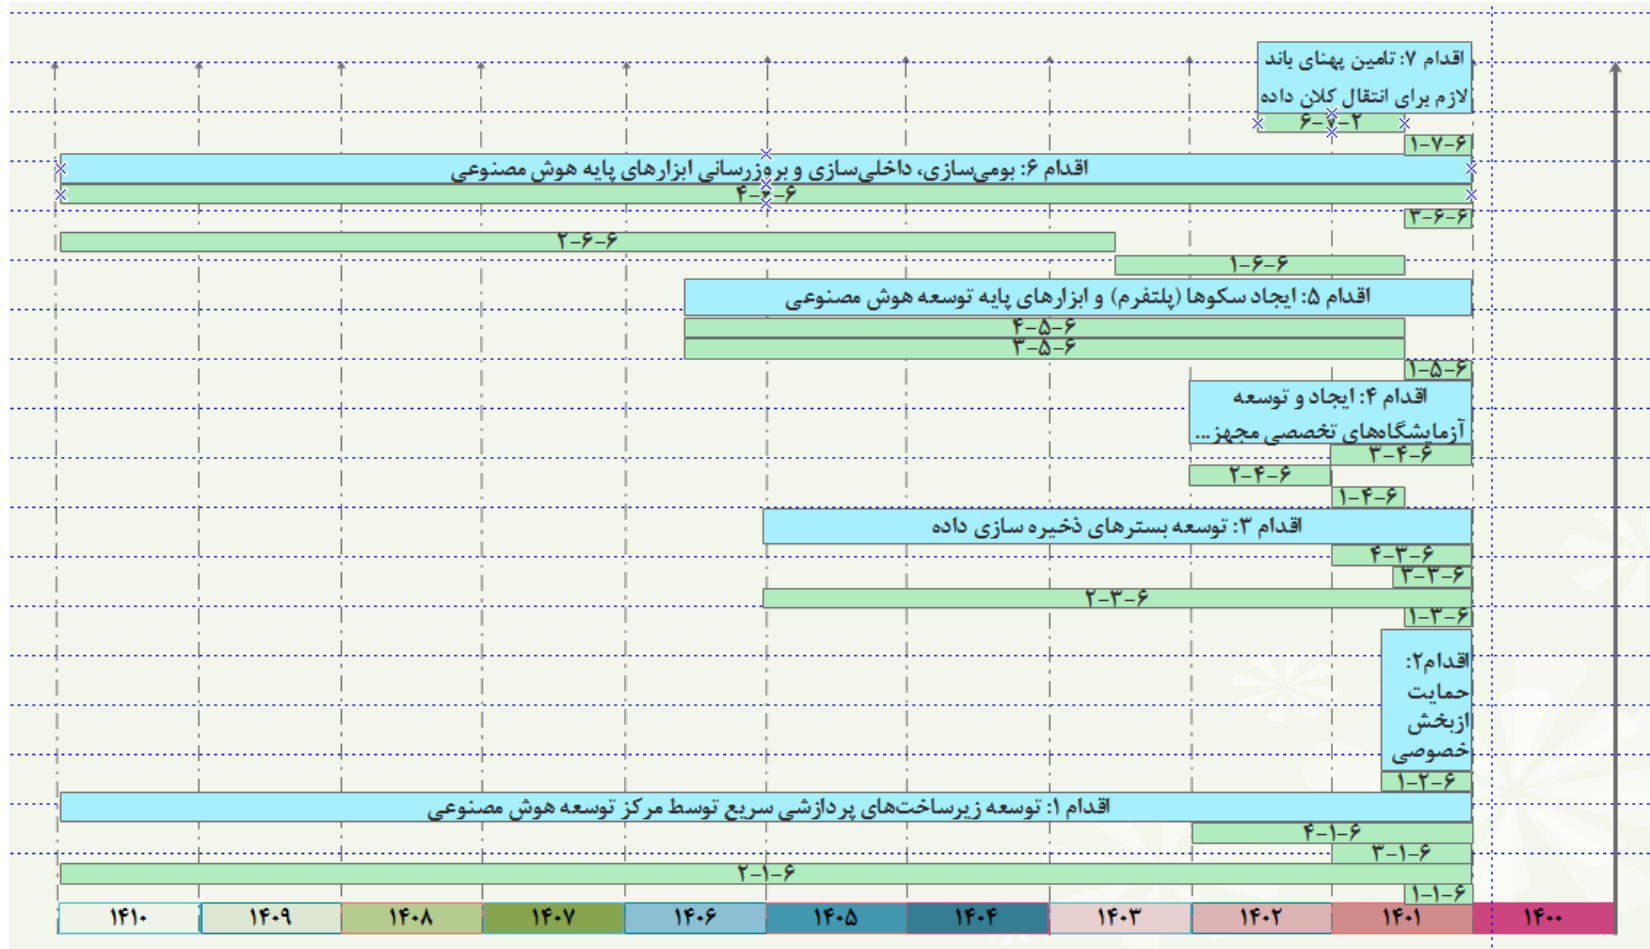 اقدام ۷: تامین پهنای باند
لازم برای انتقال کلان داده
۶-۷-۲
۱-۷-۶
اقدام ۶: بومی‌سازی، داخلی‌سازی و بروزرسانی ابزارهای پایه هوش مصنوعی
۴-۶-۶
۳-۶-۶
۲-۶-۶
۱-۶-۶
اقدام ۵: ایجاد سکوها (پلتفرم) و ابزارهای پایه توسعه هوش مصنوعی
۴-۵-۶
۳-۵-۶
۱-۵-۶
اقدام ۴: ایجاد و توسعه
آزمایشگاه‌های تخصصی مجهز...
۳-۴-۶
۲-۴-۶
۱-۴-۶
اقدام ۳: توسعه بسترهای ذخیره سازی داده
۴-۳-۶
۳-۳-۶
۲-۳-۶
۱-۳-۶
اقدام۲:
حمایت
ازبخش
خصوصی
۱-۲-۶
اقدام ۱: توسعه زیرساخت‌های پردازشی سریع توسط مرکز توسعه هوش مصنوعی
۴-۱-۶
۳-۱-۶
۲-۱-۶
۱-۱-۶
۱۴۰۰ ۱۴۰۱ ۱۴۰۲ ۱۴۰۳ ۱۴۰۴ ۱۴۰۵ ۱۴۰۶ ۱۴۰۷ ۱۴۰۸ ۱۴۰۹ ۱۴۱۰